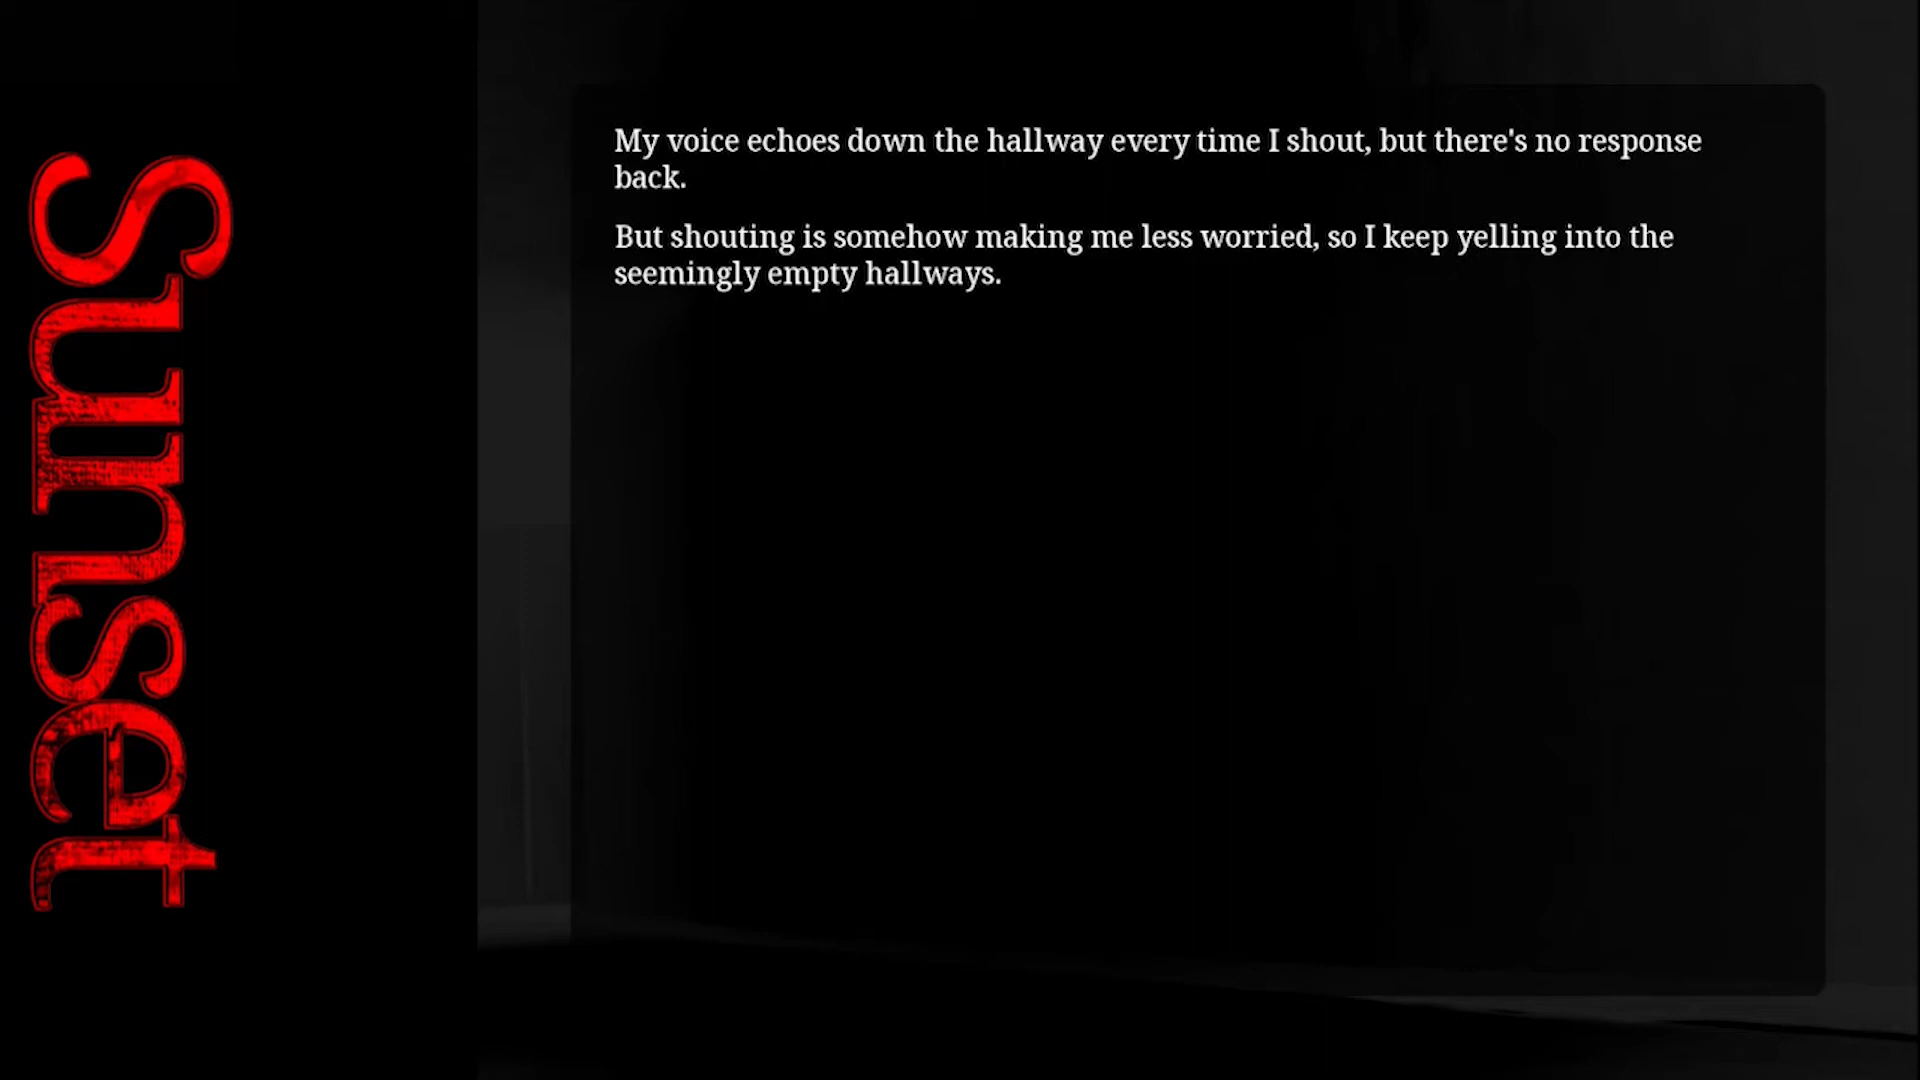 Sunset
My voice echoes down the hallway every time I shout, but there's no response
back.
But shouting is somehow making me less worried, so I keep yelling into the
seemingly empty hallways.